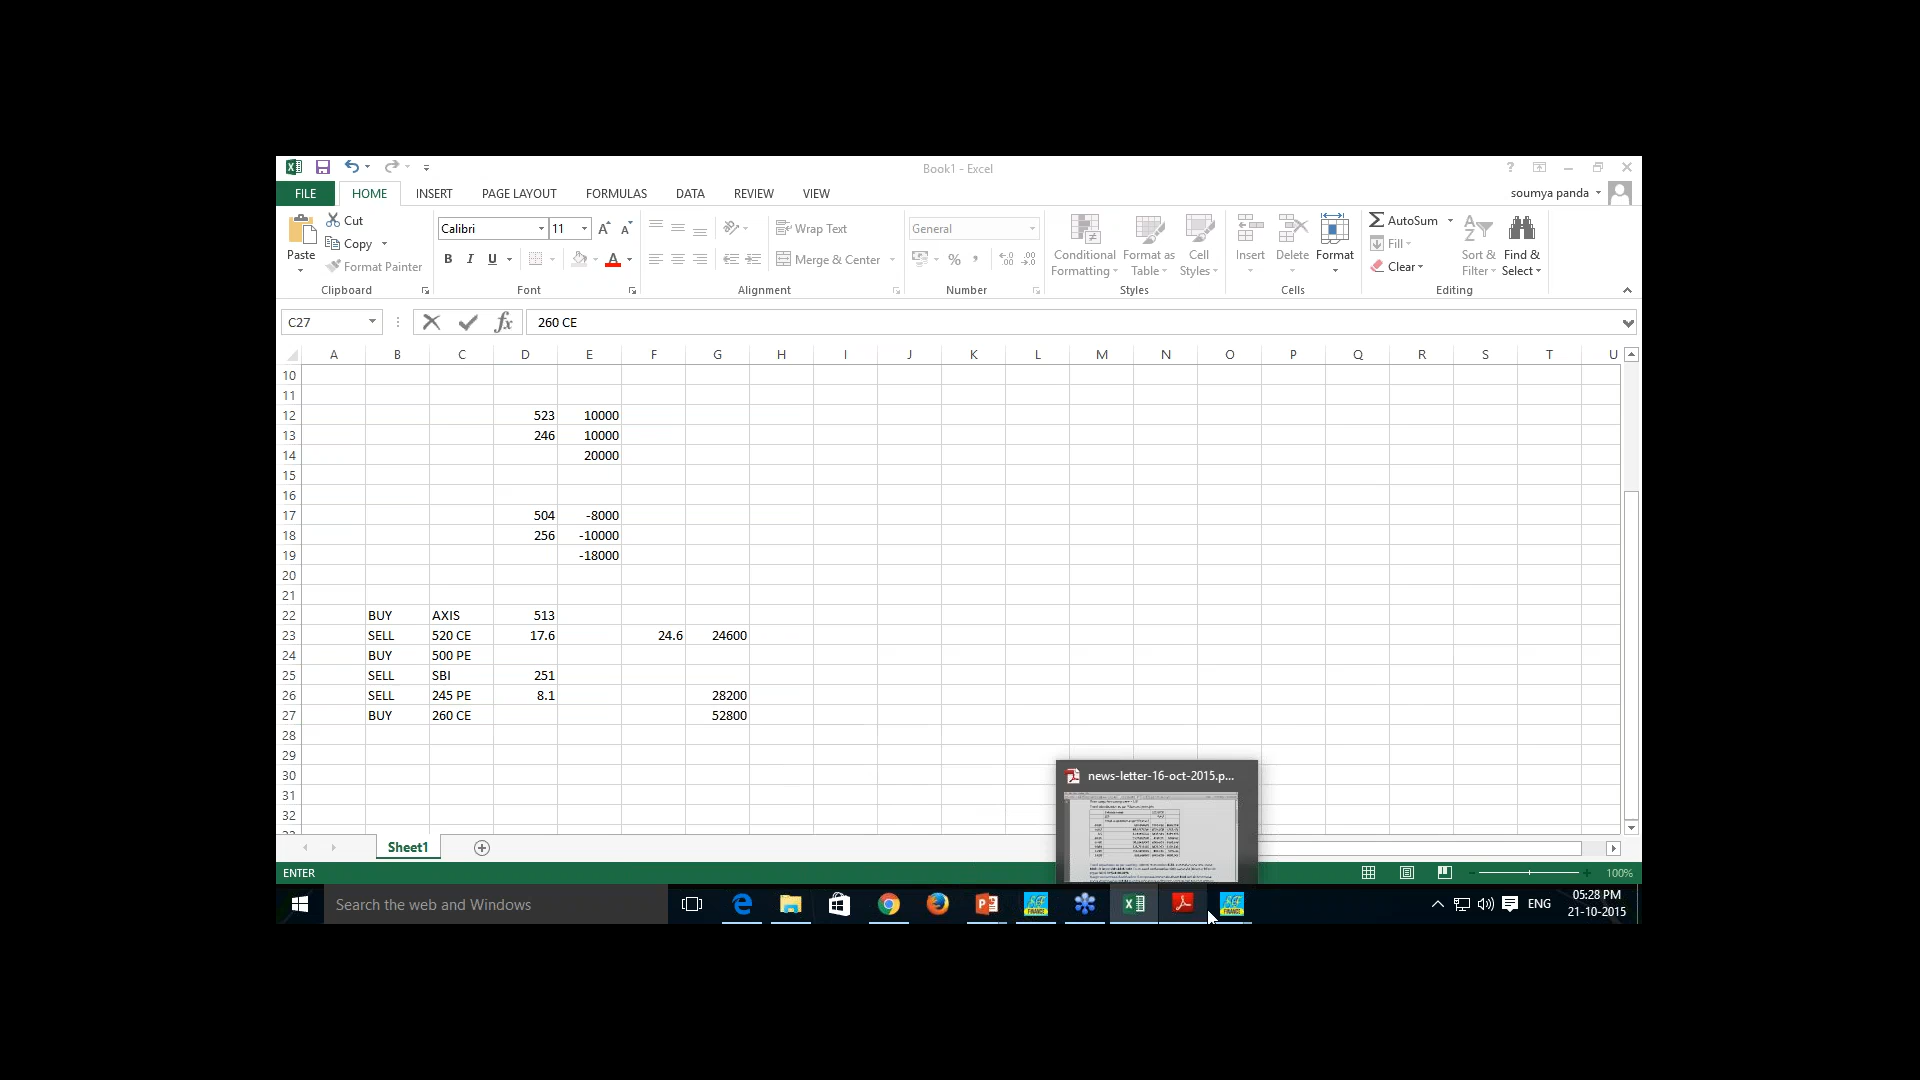 Book1 - Excel
FILE HOME INSERT PAGE LAYOUT FORMULAS DATA REVIEW VIEW soumya panda
Cut
Copy
Format Painter
Paste
Clipboard
Calibri 11
B I U
Font
Wrap Text
Merge & Center
Alignment
General
%
Number
Conditional Formatting
Format as Table
Cell Styles
Styles
Insert Delete Format
Cells
AutoSum
Fill
Clear
Sort & Filter
Find & Select
Editing
C27 fx 260 CE
A B C D E F G H I J K L M N O P Q R S T U
10
11
12 523 10000
13 246 10000
14 20000
15
16
17 504 -8000
18 256 -10000
19 -18000
20
21
22 BUY AXIS 513
23 SELL 520 CE 17.6 24.6 24600
24 BUY 500 PE
25 SELL SBI 251
26 SELL 245 PE 8.1 28200
27 BUY 260 CE 52800
28
29
30
31
32
news-letter-16-oct-2015.p...
Sheet1
ENTER 100%
Search the web and Windows
ENG
05:28 PM
21-10-2015